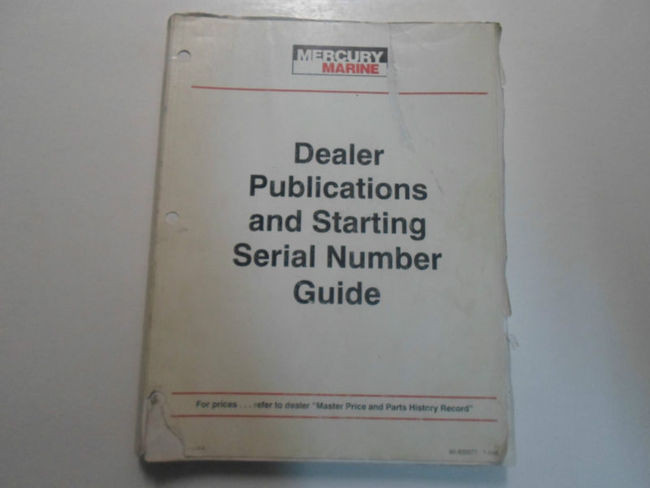 MERCURY
MARINE
Dealer
Publications
and Starting
Serial Number
Guide
For prices . . . refer to dealer "Master Price and Parts History Record"